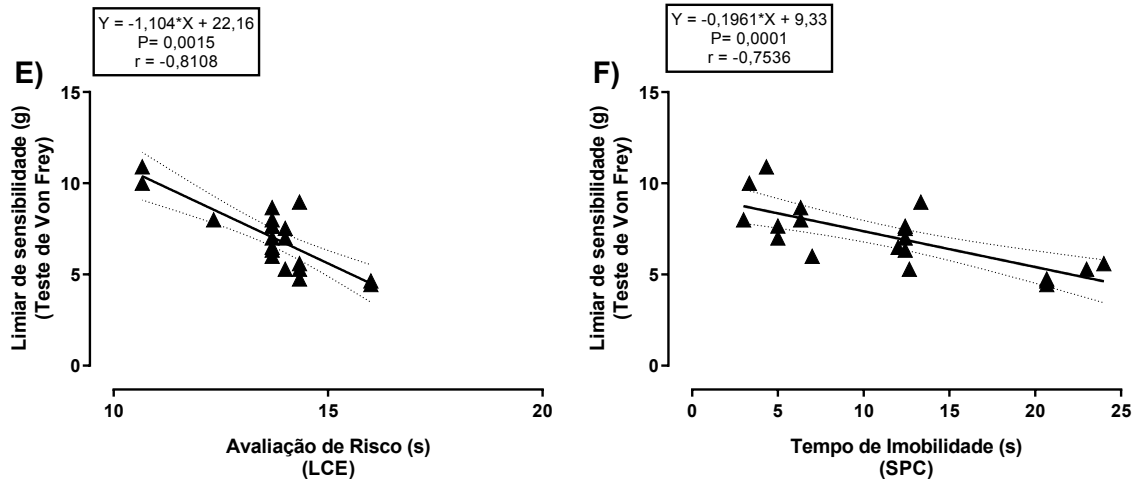 Y = -1,104*X + 22,16
P= 0,0015
r = -0,8108
E)
15
10
5
0
Limiar de sensibilidade (g)
(Teste de Von Frey)
10
15
20
Avaliação de Risco (s)
(LCE)
Y = -0,1961*X + 9,33
P= 0,0001
r = -0,7536
F)
15
10
5
0
Limiar de sensibilidade (g)
(Teste de Von Frey)
0
5
10
15
20
25
Tempo de Imobilidade (s)
(SPC)